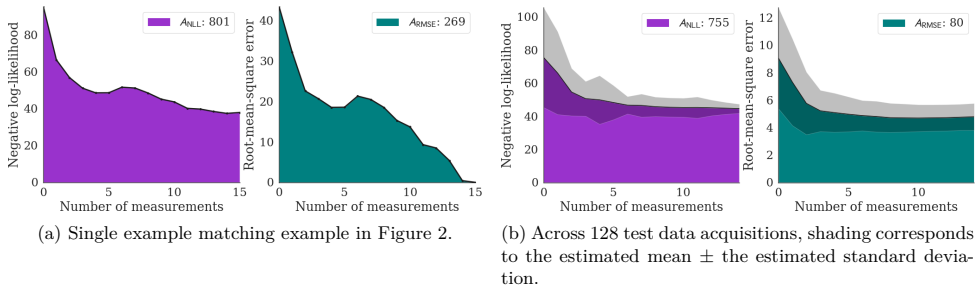 Negative log-likelihood
80
60
40
20
0
A_NLL: 801
0 5 10 15
Number of measurements
Root-mean-square error
40
30
20
10
0
A_RMSE: 269
0 5 10 15
Number of measurements
(a) Single example matching example in Figure 2.
Negative log-likelihood
100
80
60
40
20
0
A_NLL: 755
0 5 10
Number of measurements
Root-mean-square error
12
10
8
6
4
2
0
A_RMSE: 80
0 5 10
Number of measurements
(b) Across 128 test data acquisitions, shading corresponds
to the estimated mean ± the estimated standard devia-
tion.